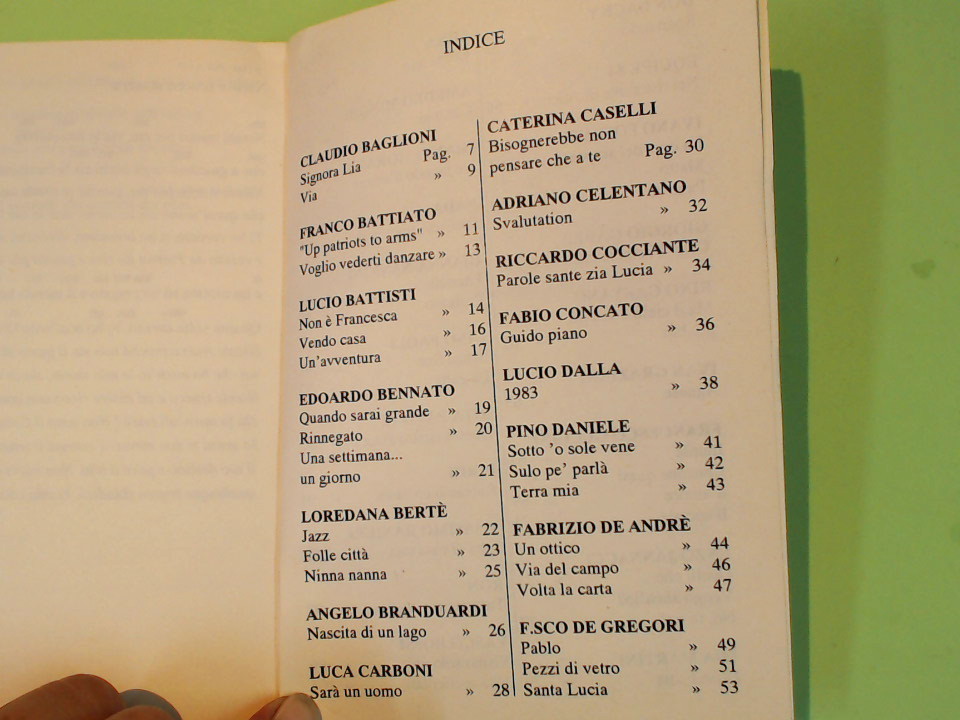 INDICE
CLAUDIO BAGLIONI
Signora Lia Pag. 7
Via » 9
FRANCO BATTIATO
"Up patriots to arms" » 11
Voglio vederti danzare » 13
LUCIO BATTISTI
Non è Francesca » 14
Vendo casa » 16
Un'avventura » 17
EDOARDO BENNATO
Quando sarai grande » 19
Rinnegato » 20
Una settimana...
un giorno » 21
LOREDANA BERTÈ
Jazz » 22
Folle città » 23
Ninna nanna » 25
ANGELO BRANDUARDI
Nascita di un lago » 26
LUCA CARBONI
Sarà un uomo » 28
CATERINA CASELLI
Bisognerebbe non
pensare che a te Pag. 30
ADRIANO CELENTANO
Svalutation » 32
RICCARDO COCCIANTE
Parole sante zia Lucia » 34
FABIO CONCATO
Guido piano » 36
LUCIO DALLA
1983 » 38
PINO DANIELE
Sotto 'o sole vene » 41
Sulo pe' parlà » 42
Terra mia » 43
FABRIZIO DE ANDRÈ
Un ottico » 44
Via del campo » 46
Volta la carta » 47
F.SCO DE GREGORI
Pablo » 49
Pezzi di vetro » 51
Santa Lucia » 53